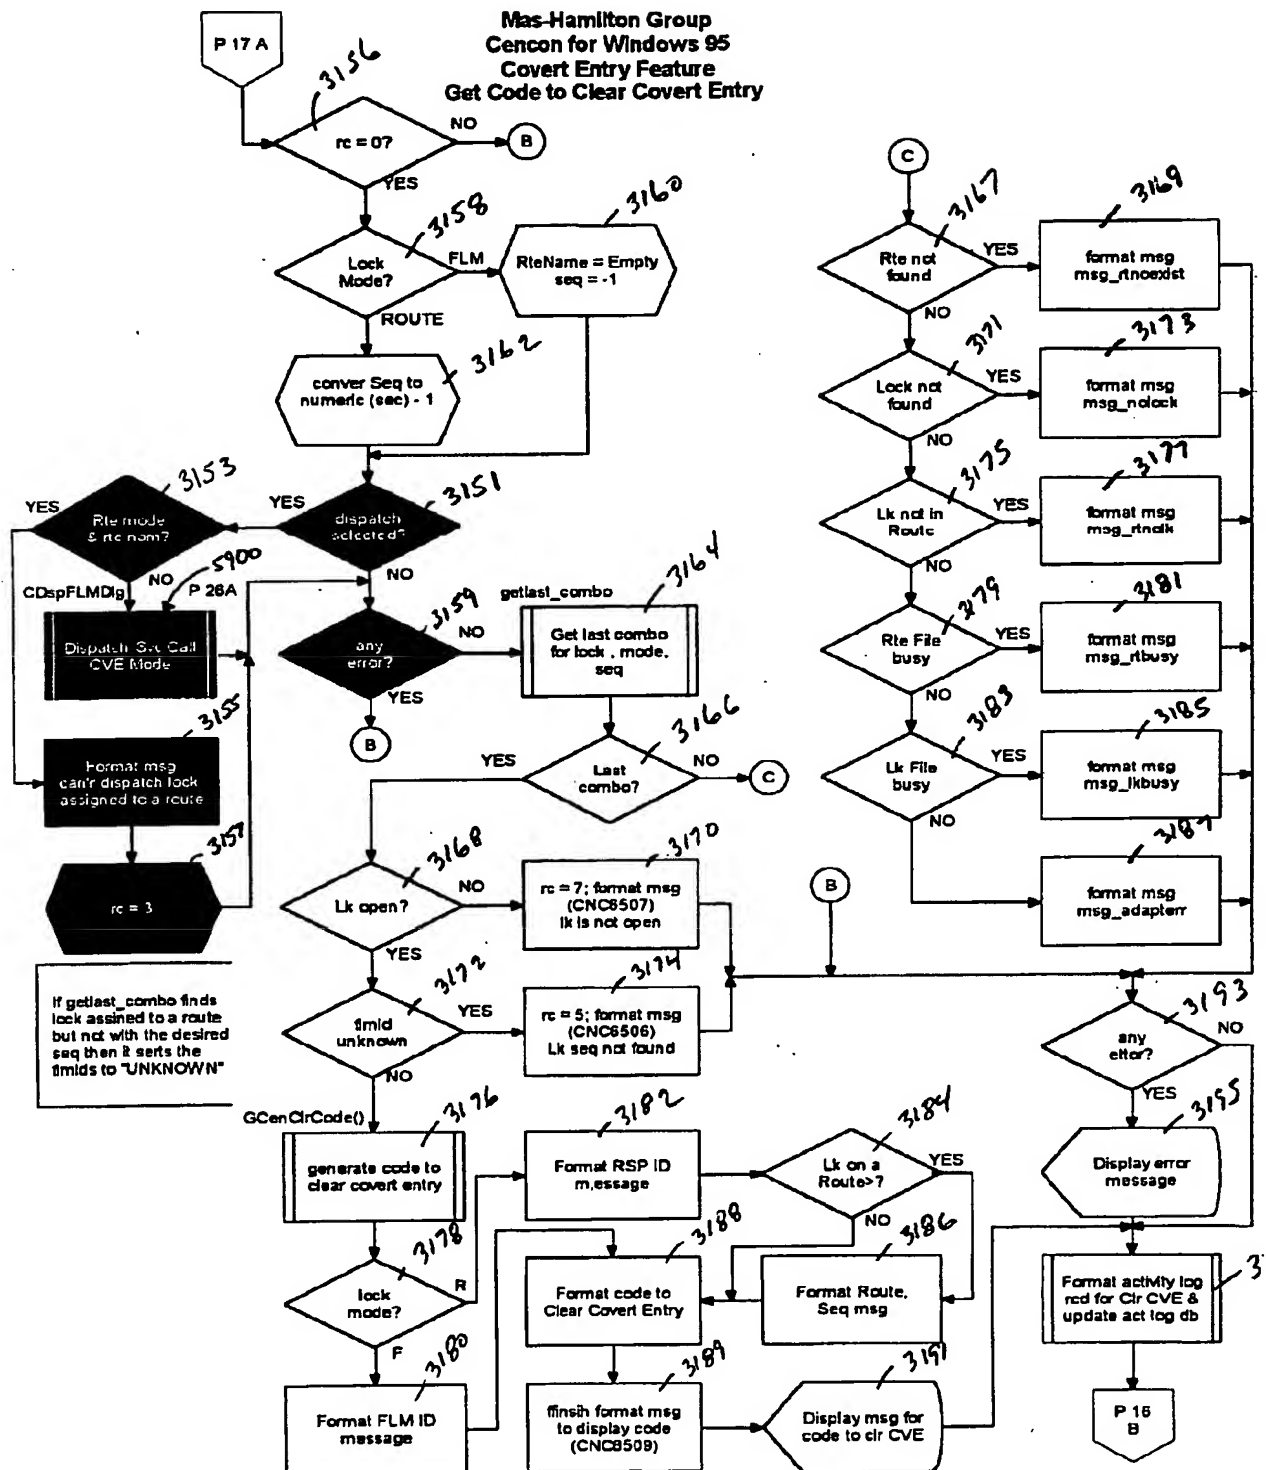 Mas-Hamilton Group
Cencon for Windows 95
Covert Entry Feature
Get Code to Clear Covert Entry
P 17 A
3156
rc = 0?
NO
B
YES
3158
Lock
Mode?
FLM
3160
RteName = Empty
seq = -1
ROUTE
3162
conver Seq to
numeric (sec) - 1
3151
dispatch
selected?
YES
NO
3153
Rte mode
& rte nom?
YES
NO
5900
CDspFLMDlg
P 26A
Dispatch Svc Call
CVE Mode
3155
Format msg
can'r dispatch lock
assigned to a route
3157
rc = 3
3159
any
error?
NO
YES
B
getlast_combo
3164
Get last combo
for lock , mode,
seq
3166
Last
combo?
YES
NO
C
3168
Lk open?
NO
YES
3170
rc = 7; format msg
(CNC6507)
lk is not open
3172
flmid
unknown
YES
NO
3174
rc = 5; format msg
(CNC6506)
Lk seq not found
If getlast_combo finds
lock assined to a route
but not with the desired
seq then it serts the
flmids to "UNKNOWN"
GCenClrCode()
3176
generate code to
clear covert entry
3178
lock
mode?
R
F
3180
Format FLM ID
message
3182
Format RSP ID
m,essage
3184
Lk on a
Route>?
YES
NO
3186
Format Route,
Seq msg
3188
Format code to
Clear Covert Entry
3189
ffinsih format msg
to display code
(CNC8509)
3191
Display msg for
code to clr CVE
C
3167
Rte not
found
YES
NO
3169
format msg
msg_rtnoexist
3171
Lock not
found
YES
NO
3173
format msg
msg_nolock
3175
Lk not in
Route
YES
NO
3177
format msg
msg_rtnolk
3179
Rte File
busy
YES
NO
3181
format msg
msg_rtbusy
3183
Lk File
busy
YES
NO
3185
format msg
msg_lkbusy
3187
format msg
msg_adapterr
B
3193
any
ettor?
NO
YES
3195
Display error
message
Format activity log
rcd for Clr CVE &
update act log db
P 16
B